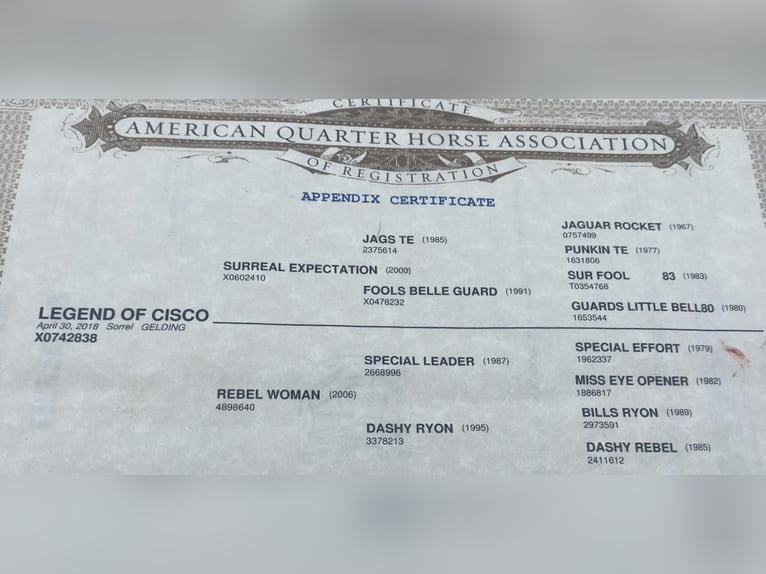 CERTIFICATE
AMERICAN QUARTER HORSE ASSOCIATION
OF REGISTRATION
APPENDIX CERTIFICATE
JAGUAR ROCKET (1967)
0757499
JAGS TE (1985)
2375614
PUNKIN TE (1977)
1631806
SURREAL EXPECTATION (2000)
X0602410
SUR FOOL 83 (1983)
T0354768
FOOLS BELLE GUARD (1991)
X0478232
GUARDS LITTLE BELL80 (1980)
1653544
LEGEND OF CISCO
April 30, 2018 Sorrel GELDING
X0742838
SPECIAL EFFORT (1979)
1962337
SPECIAL LEADER (1987)
2668996
MISS EYE OPENER (1982)
1886817
REBEL WOMAN (2006)
4898640
BILLS RYON (1989)
2973591
DASHY RYON (1995)
3378213
DASHY REBEL (1985)
2411612